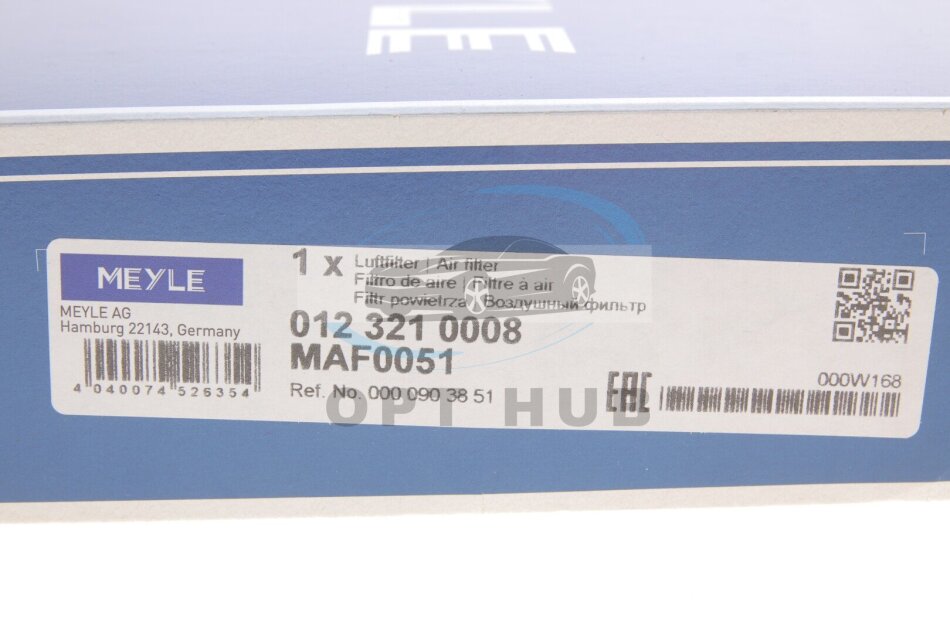 MEYLE
MEYLE AG
Hamburg 22143, Germany
4 040074 526354
1 x Luftfilter | Air filter
Filtro de aire | Filtre à air
Filtr powietrza | Воздушный фильтр
012 321 0008
MAF0051
Ref. No. 000 090 38 51
EAC
000W168
OPT HUB